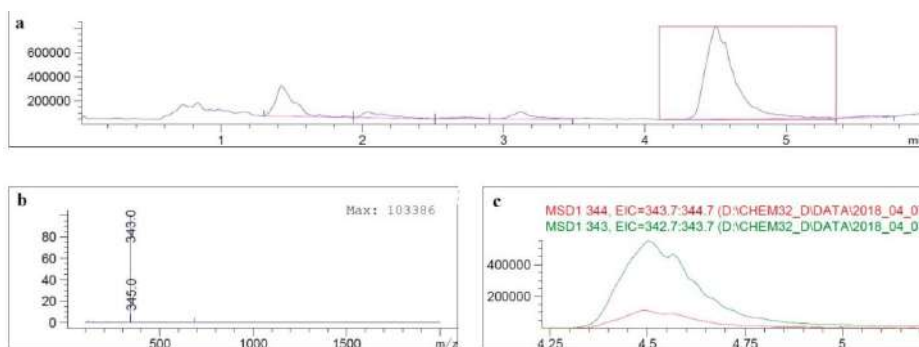 a
600000
400000
200000
1 2 3 4 5
b
Max: 103386
80
60
40
20
0
343.0
345.0
500 1000 1500 m/z
c
MSD1 344, EIC=343.7:344.7 (D:\CHEM32_D\DATA\2018_04_0
MSD1 343, EIC=342.7:343.7 (D:\CHEM32_D\DATA\2018_04_0
400000
200000
4.25 4.5 4.75 5